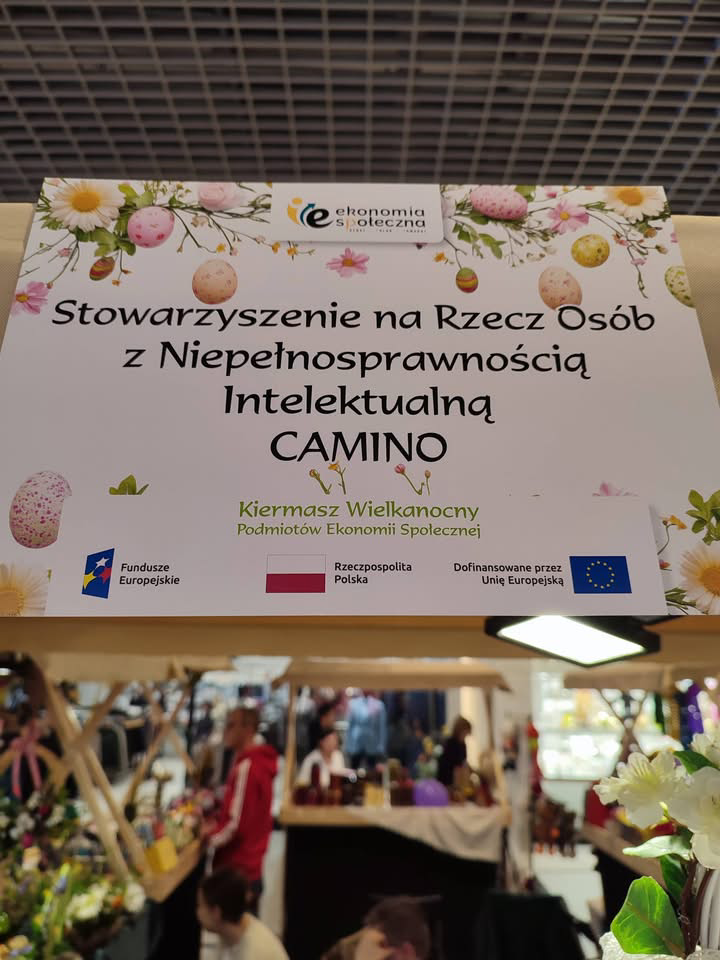 ekonomia
społeczna
Stowarzyszenie na Rzecz Osób
z Niepełnosprawnością
Intelektualną
CAMINO
Kiermasz Wielkanocny
Podmiotów Ekonomii Społecznej
Fundusze
Europejskie
Rzeczpospolita
Polska
Dofinansowane przez
Unię Europejską